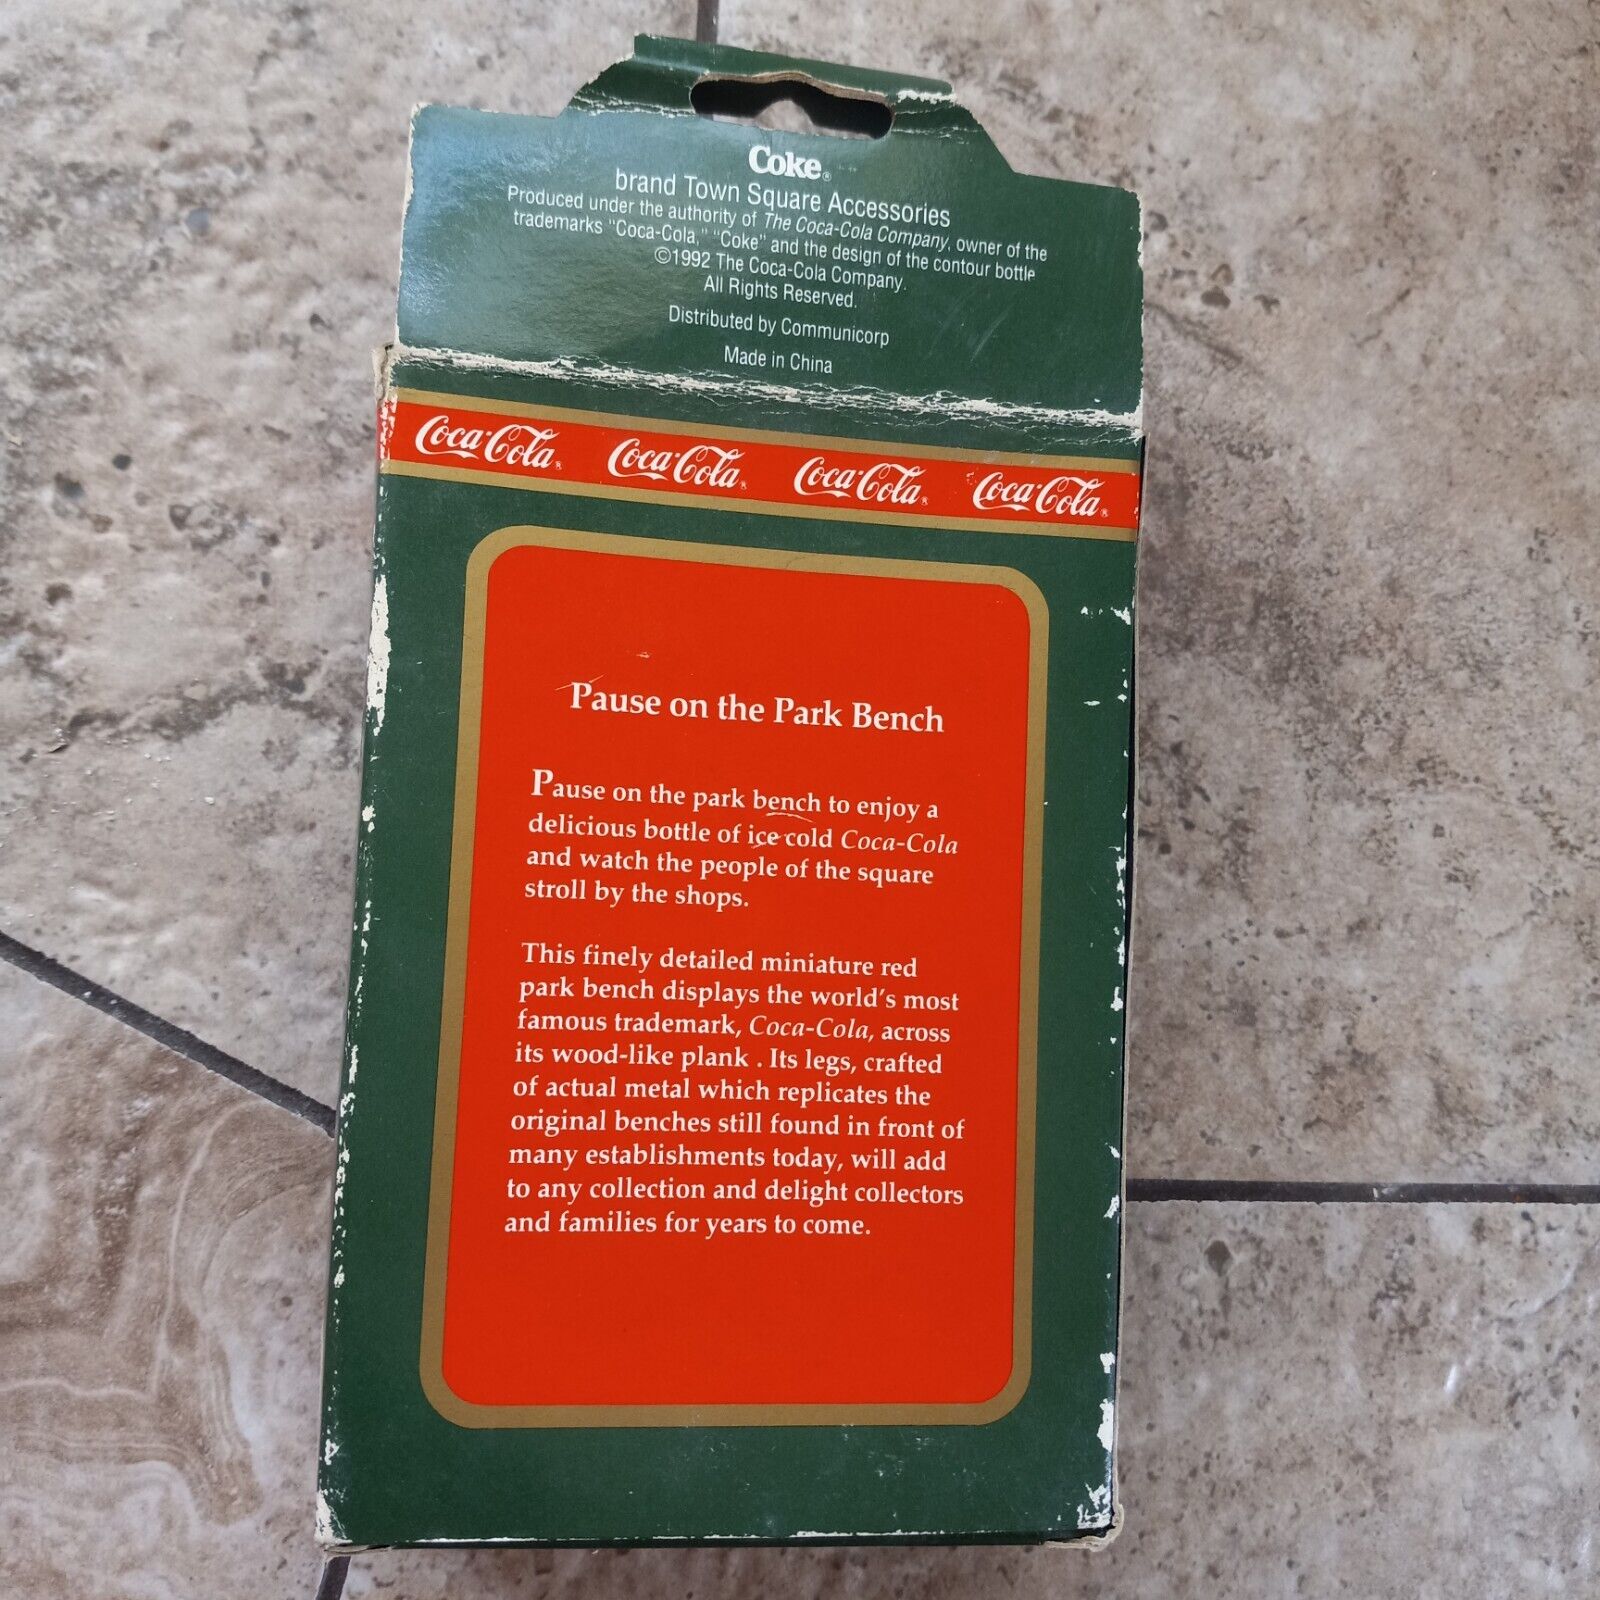 Coke®
brand Town Square Accessories
Produced under the authority of The Coca-Cola Company, owner of the
trademarks "Coca-Cola," "Coke" and the design of the contour bottle
©1992 The Coca-Cola Company.
All Rights Reserved.
Distributed by Communicorp
Made in China
Coca-Cola® Coca-Cola® Coca-Cola® Coca-Cola®
Pause on the Park Bench
Pause on the park bench to enjoy a
delicious bottle of ice cold Coca-Cola
and watch the people of the square
stroll by the shops.
This finely detailed miniature red
park bench displays the world's most
famous trademark, Coca-Cola, across
its wood-like plank . Its legs, crafted
of actual metal which replicates the
original benches still found in front of
many establishments today, will add
to any collection and delight collectors
and families for years to come.